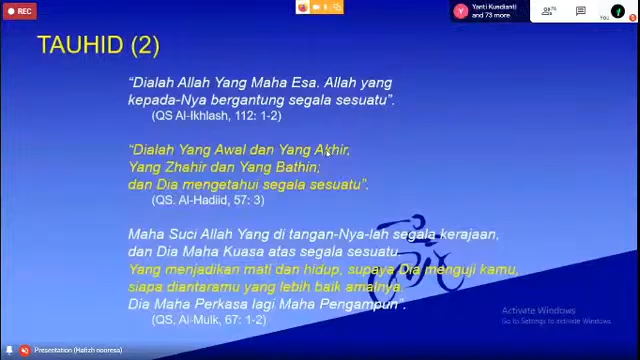 REC
Yanti Kundianti
and 73 more
YOU
TAUHID (2)
“Dialah Allah Yang Maha Esa. Allah yang
kepada-Nya bergantung segala sesuatu”.
(QS Al-Ikhlash, 112: 1-2)
“Dialah Yang Awal dan Yang Akhir,
Yang Zhahir dan Yang Bathin;
dan Dia mengetahui segala sesuatu”.
(QS. Al-Hadiid, 57: 3)
Maha Suci Allah Yang di tangan-Nya-lah segala kerajaan,
dan Dia Maha Kuasa atas segala sesuatu
Yang menjadikan mati dan hidup, supaya Dia menguji kamu,
siapa diantaramu yang lebih baik amalnya.
Dia Maha Perkasa lagi Maha Pengampun”.
(QS, Al-Mulk, 67: 1-2)
Activate Windows
Go to Settings to activate Windows.
Presentation (Hafizh nooresa)